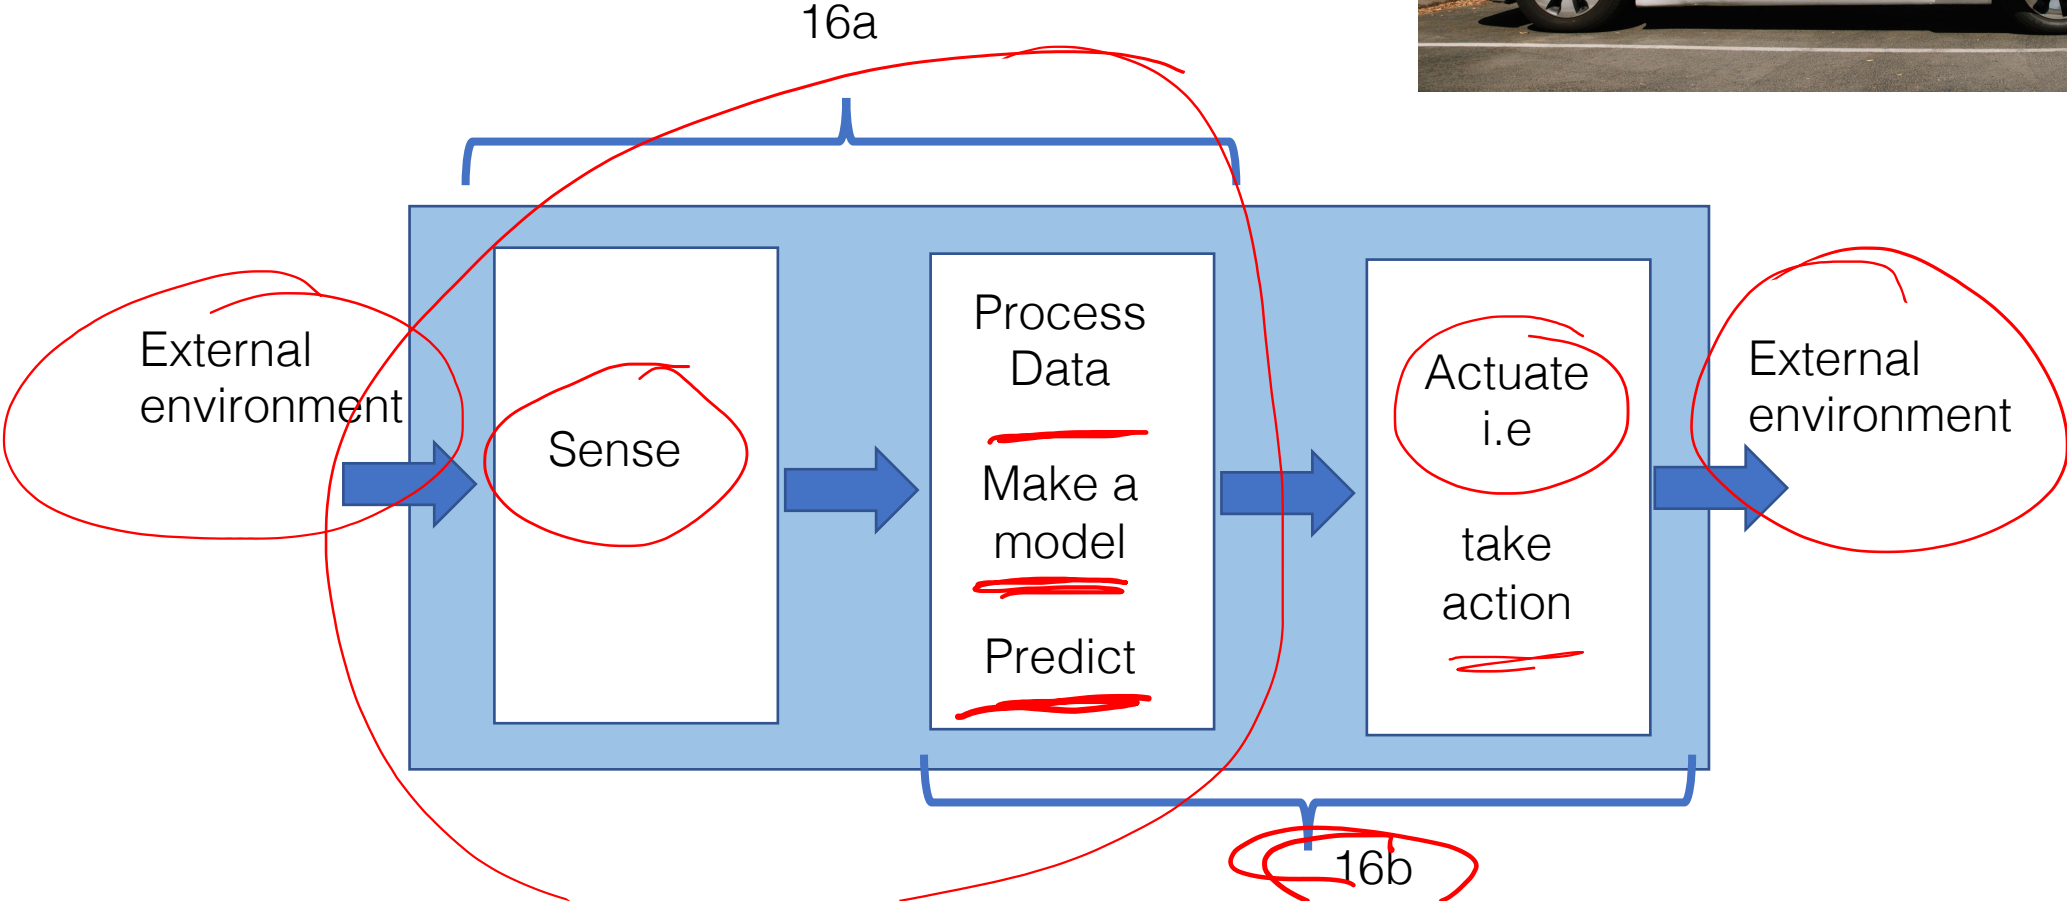 16a
External
environment
Sense
Process
Data
Make a
model
Predict
Actuate
i.e
take
action
External
environment
16b